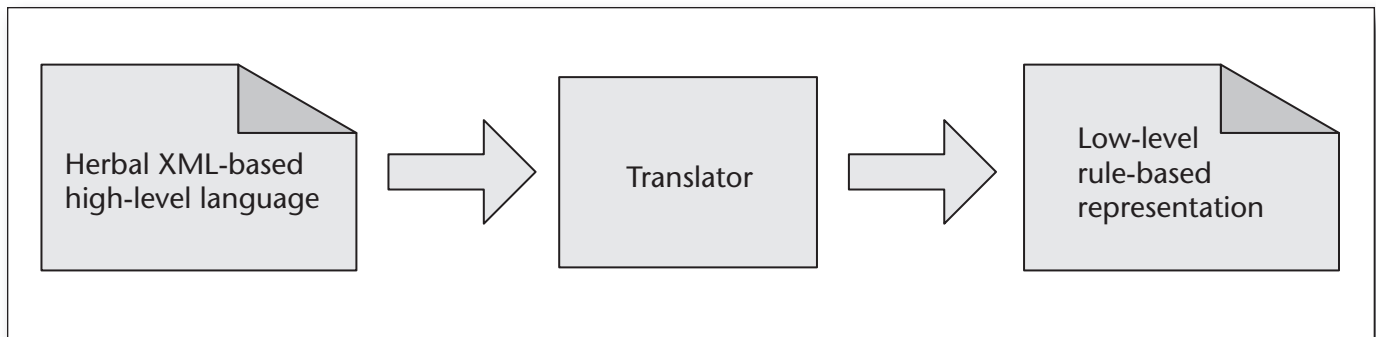 Herbal XML-based
high-level language
Translator
Low-level
rule-based
representation